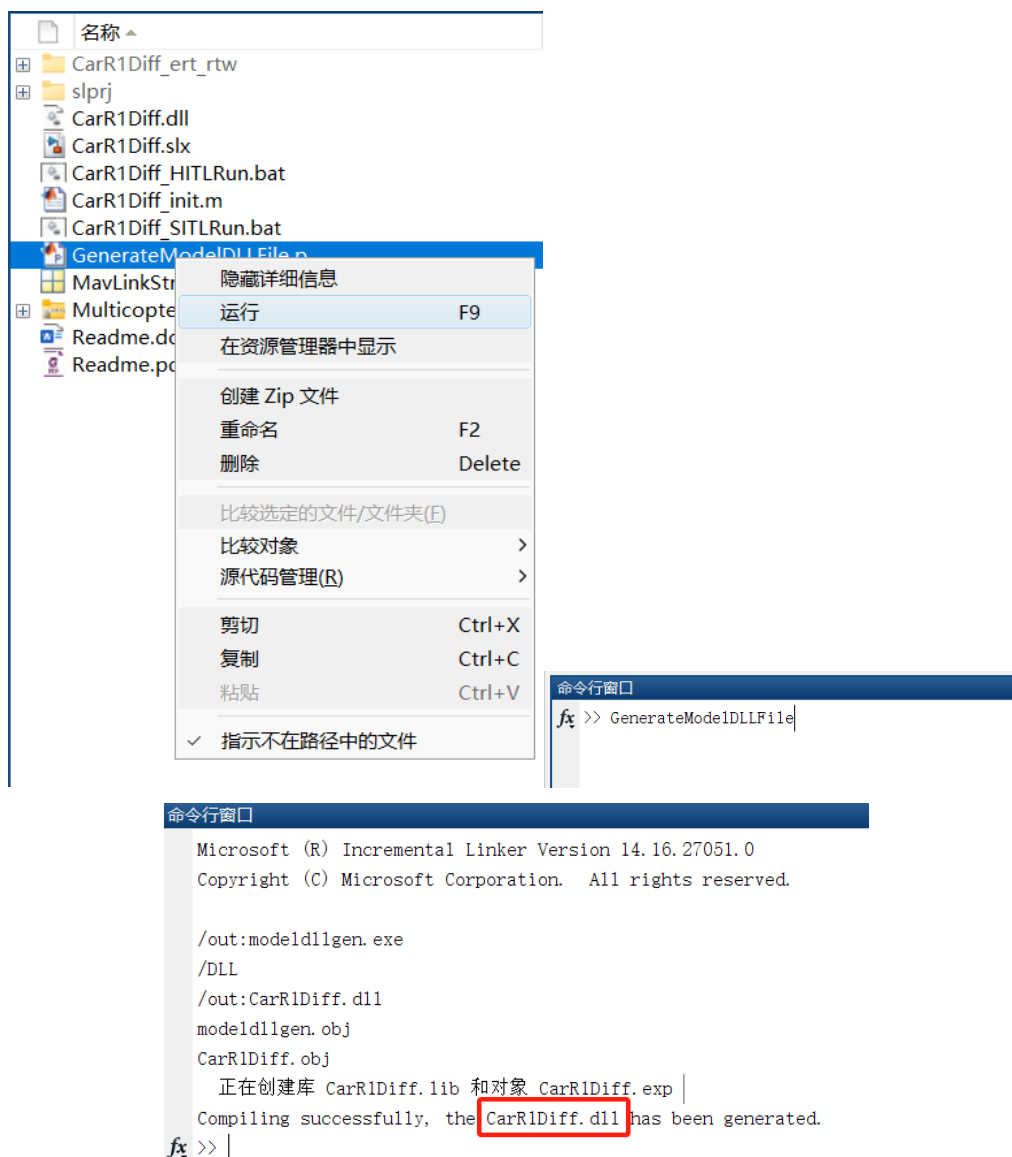 名称
CarR1Diff_ert_rtw
slprj
CarR1Diff.dll
CarR1Diff.slx
CarR1Diff_HITLRun.bat
CarR1Diff_init.m
CarR1Diff_SITLRun.bat
GenerateModelDLLFile.p
MavLinkStr
Multicopte
Readme.do
Readme.pd
隐藏详细信息
运行 F9
在资源管理器中显示
创建 Zip 文件
重命名 F2
删除 Delete
比较选定的文件/文件夹(F)
比较对象
源代码管理(R)
剪切 Ctrl+X
复制 Ctrl+C
粘贴 Ctrl+V
指示不在路径中的文件
命令行窗口
fx >> GenerateModelDLLFile
命令行窗口
Microsoft (R) Incremental Linker Version 14.16.27051.0
Copyright (C) Microsoft Corporation.  All rights reserved.
/out:modeldllgen.exe
/DLL
/out:CarR1Diff.dll
modeldllgen.obj
CarR1Diff.obj
正在创建库 CarR1Diff.lib 和对象 CarR1Diff.exp
Compiling successfully, the CarR1Diff.dll has been generated.
fx >>